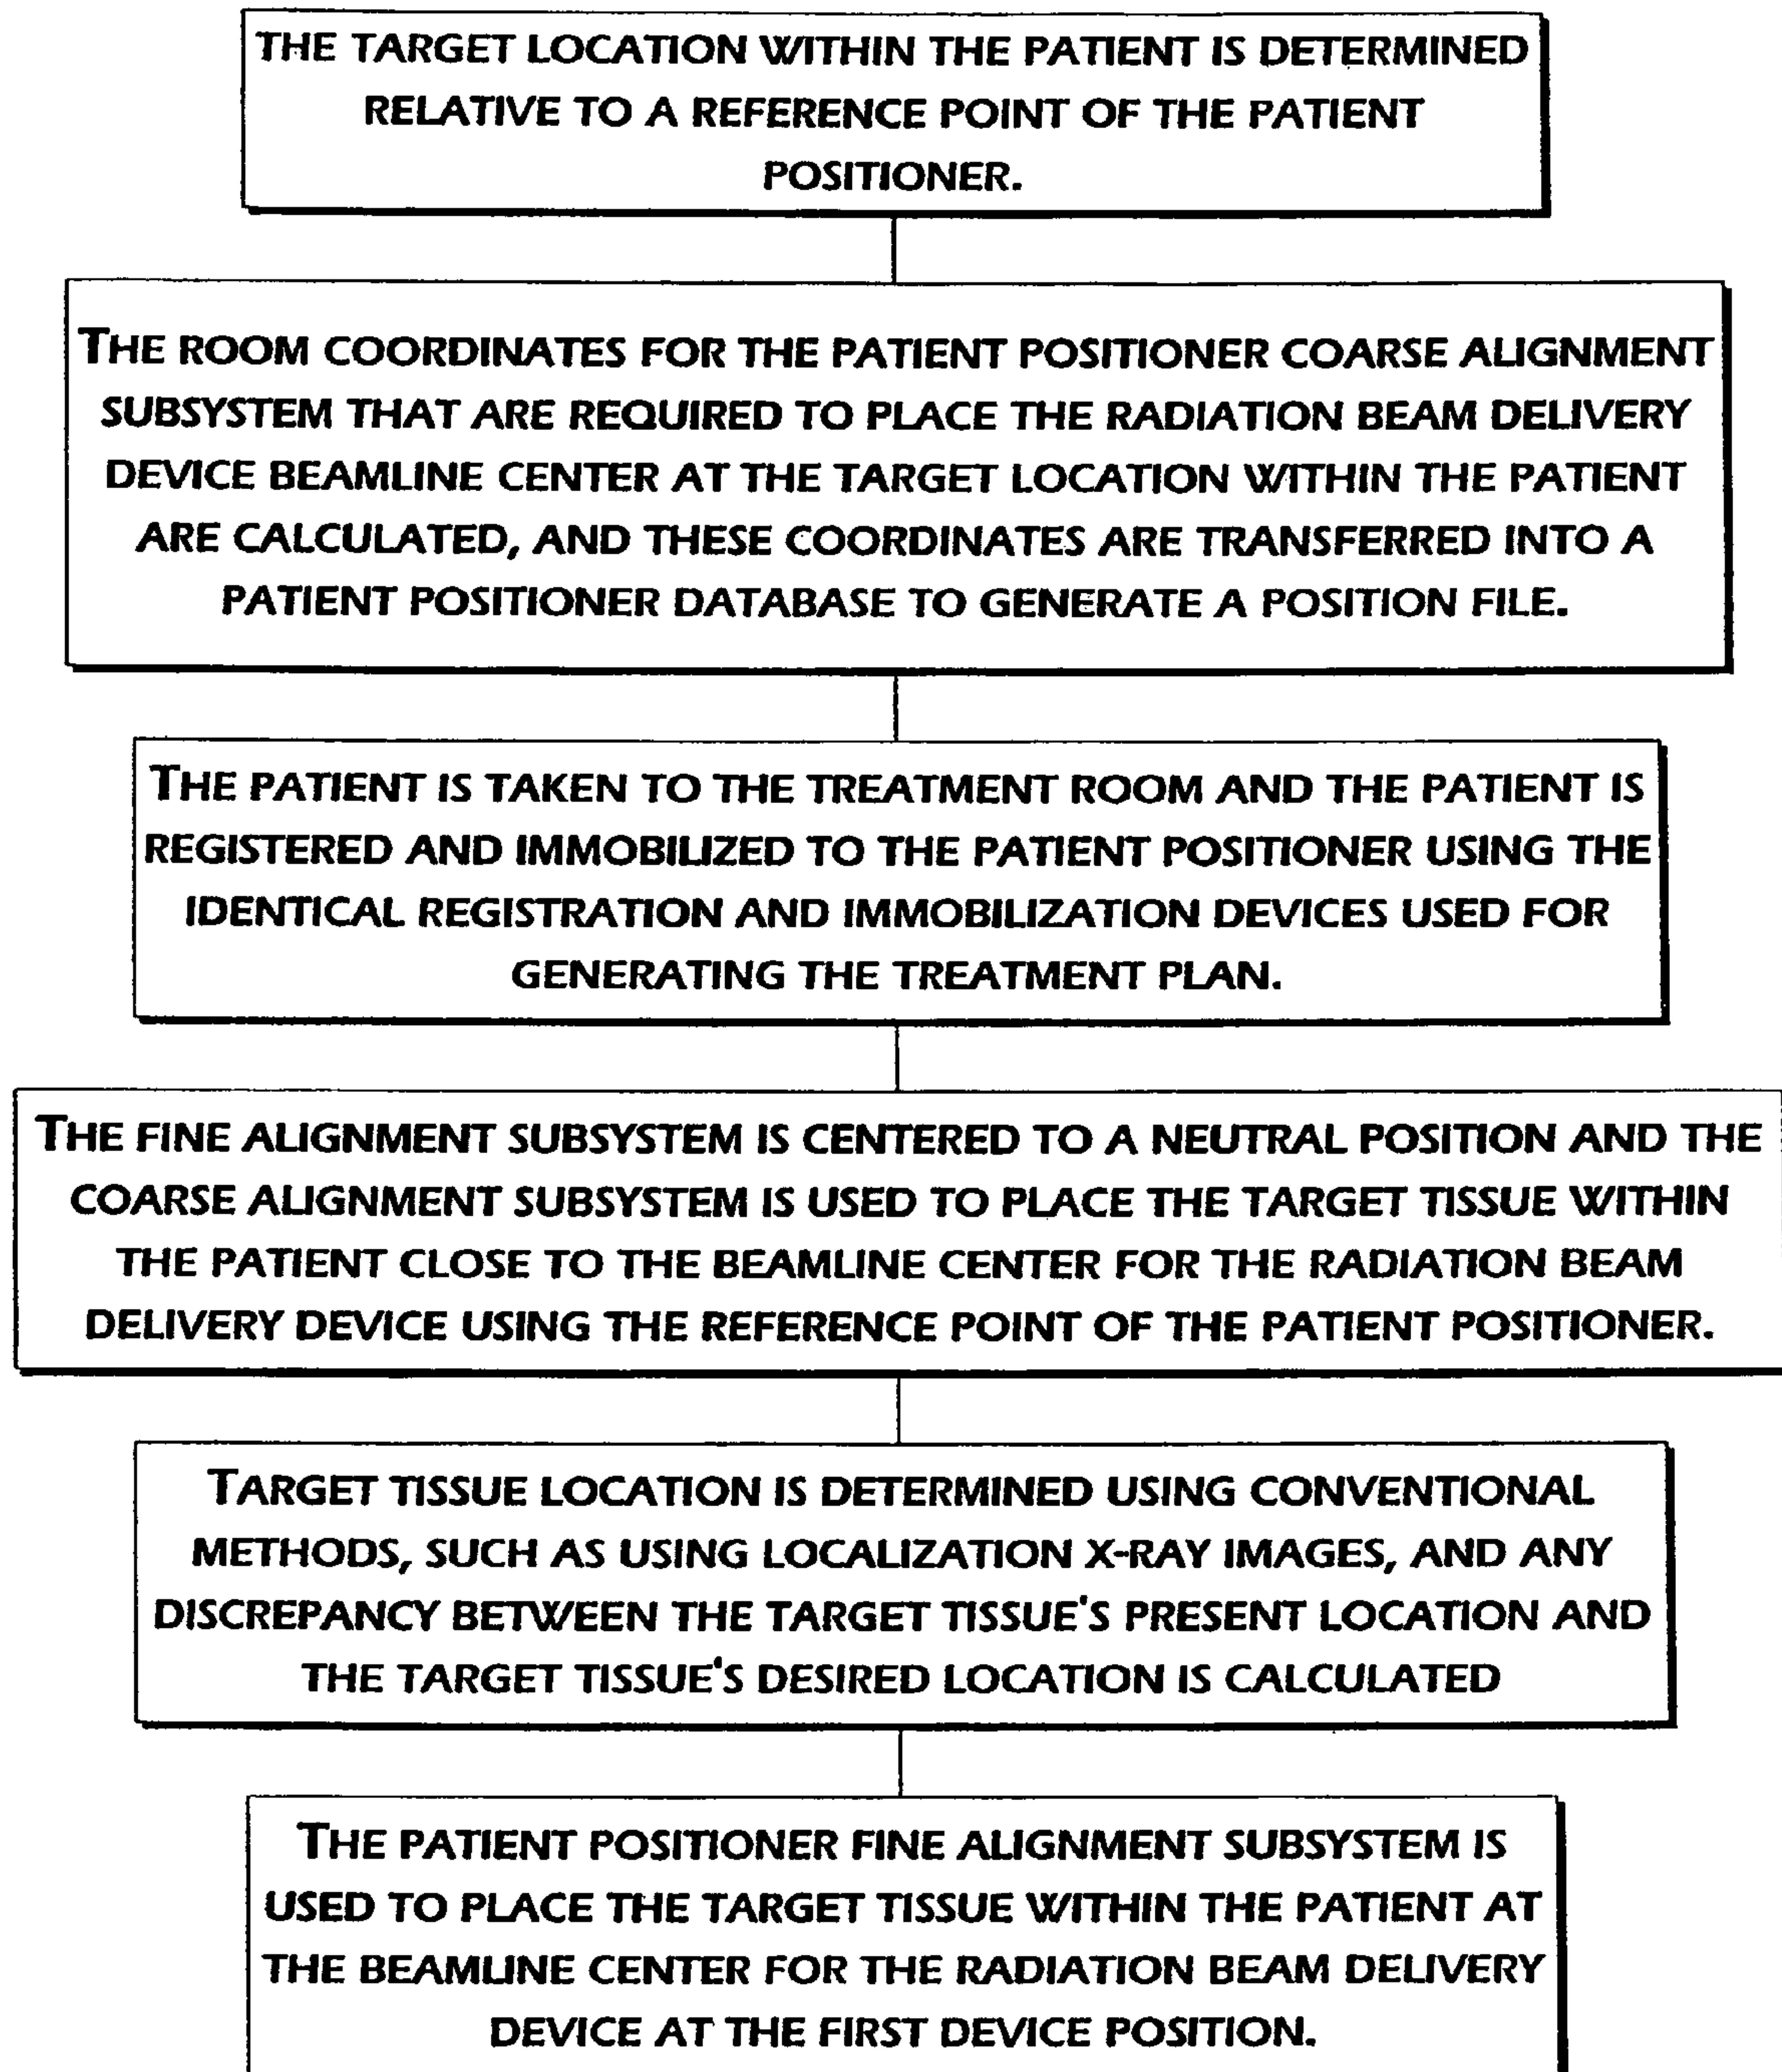 THE TARGET LOCATION WITHIN THE PATIENT IS DETERMINED
RELATIVE TO A REFERENCE POINT OF THE PATIENT
POSITIONER.
THE ROOM COORDINATES FOR THE PATIENT POSITIONER COARSE ALIGNMENT
SUBSYSTEM THAT ARE REQUIRED TO PLACE THE RADIATION BEAM DELIVERY
DEVICE BEAMLINE CENTER AT THE TARGET LOCATION WITHIN THE PATIENT
ARE CALCULATED, AND THESE COORDINATES ARE TRANSFERRED INTO A
PATIENT POSITIONER DATABASE TO GENERATE A POSITION FILE.
THE PATIENT IS TAKEN TO THE TREATMENT ROOM AND THE PATIENT IS
REGISTERED AND IMMOBILIZED TO THE PATIENT POSITIONER USING THE
IDENTICAL REGISTRATION AND IMMOBILIZATION DEVICES USED FOR
GENERATING THE TREATMENT PLAN.
THE FINE ALIGNMENT SUBSYSTEM IS CENTERED TO A NEUTRAL POSITION AND THE
COARSE ALIGNMENT SUBSYSTEM IS USED TO PLACE THE TARGET TISSUE WITHIN
THE PATIENT CLOSE TO THE BEAMLINE CENTER FOR THE RADIATION BEAM
DELIVERY DEVICE USING THE REFERENCE POINT OF THE PATIENT POSITIONER.
TARGET TISSUE LOCATION IS DETERMINED USING CONVENTIONAL
METHODS, SUCH AS USING LOCALIZATION X-RAY IMAGES, AND ANY
DISCREPANCY BETWEEN THE TARGET TISSUE'S PRESENT LOCATION AND
THE TARGET TISSUE'S DESIRED LOCATION IS CALCULATED
THE PATIENT POSITIONER FINE ALIGNMENT SUBSYSTEM IS
USED TO PLACE THE TARGET TISSUE WITHIN THE PATIENT AT
THE BEAMLINE CENTER FOR THE RADIATION BEAM DELIVERY
DEVICE AT THE FIRST DEVICE POSITION.